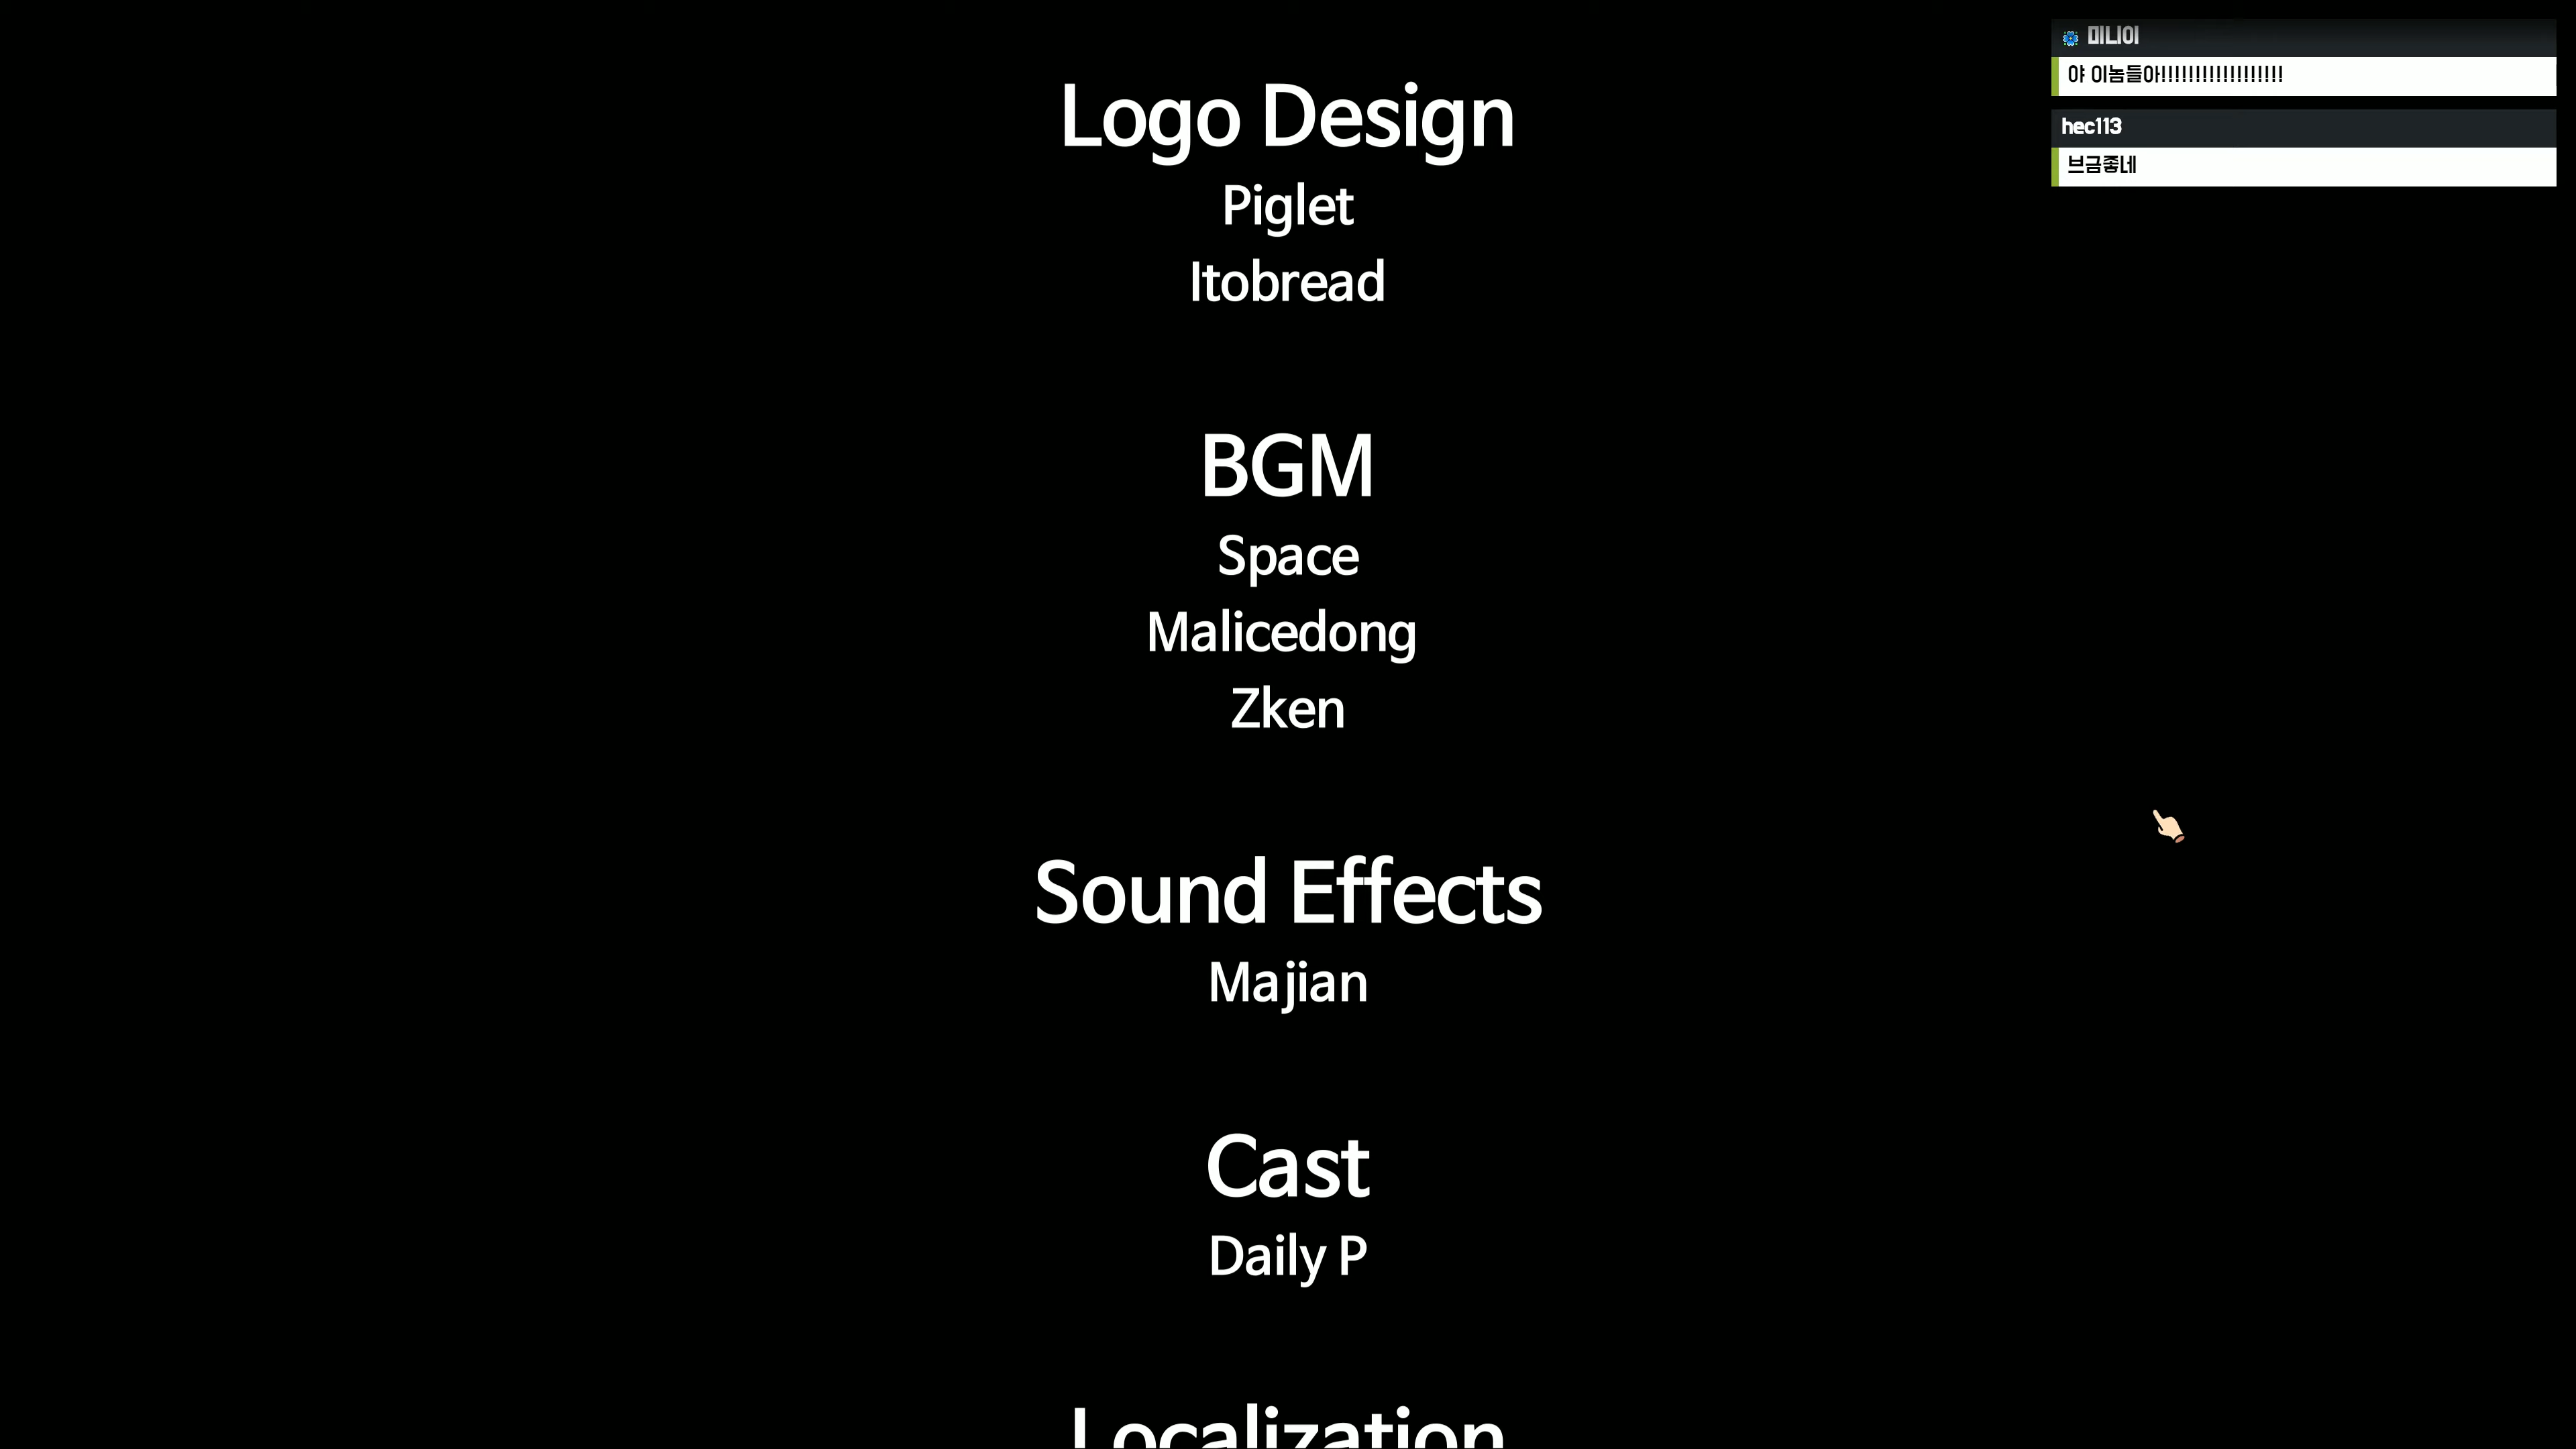 Logo Design
Piglet
Itobread
BGM
Space
Malicedong
Zken
Sound Effects
Majian
Cast
Daily P
Localization
미니이
야 이놈들아!!!!!!!!!!!!!!!!!!
hec113
브금좋네